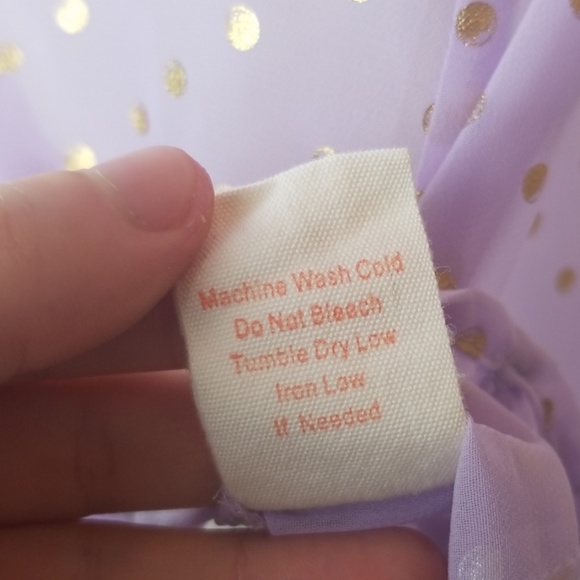 Machine Wash Cold
Do Not Bleach
Tumble Dry Low
Iron Low
If Needed